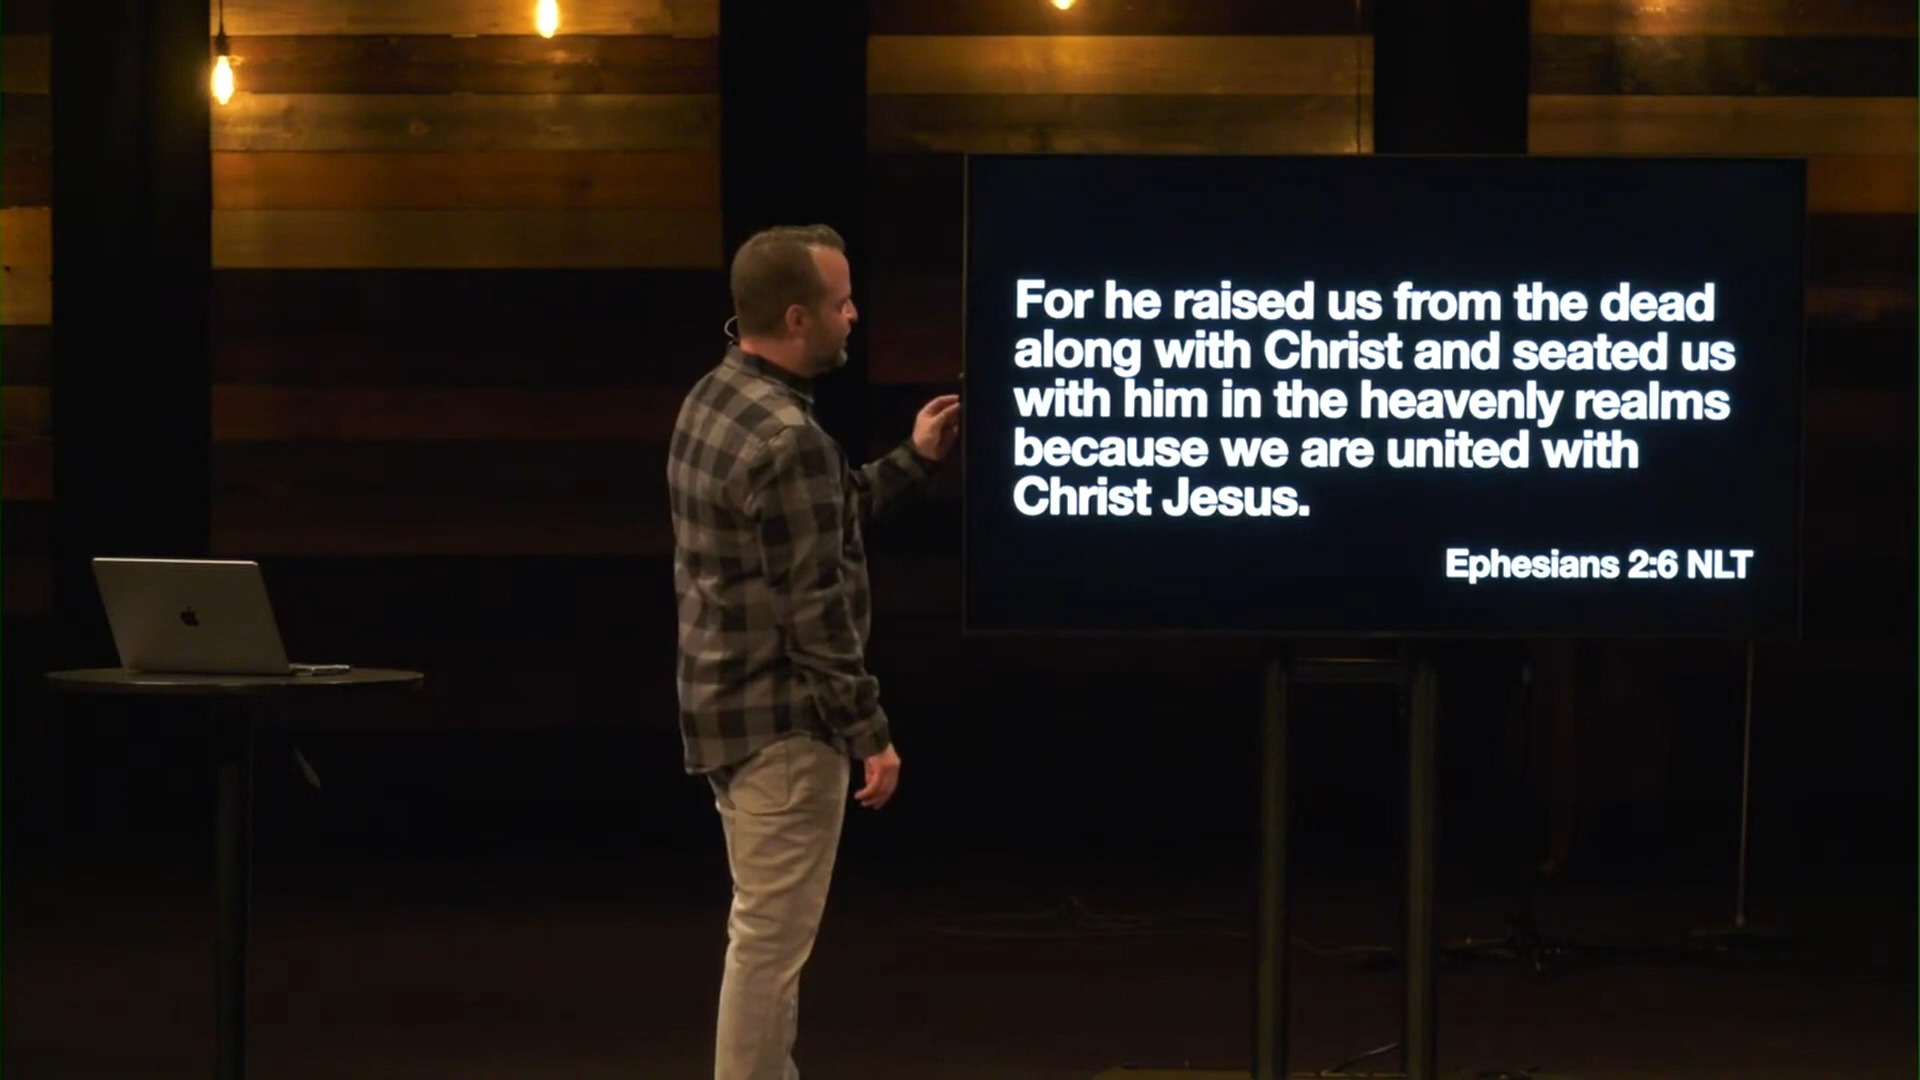 For he raised us from the dead
along with Christ and seated us
with him in the heavenly realms
because we are united with
Christ Jesus.
Ephesians 2:6 NLT